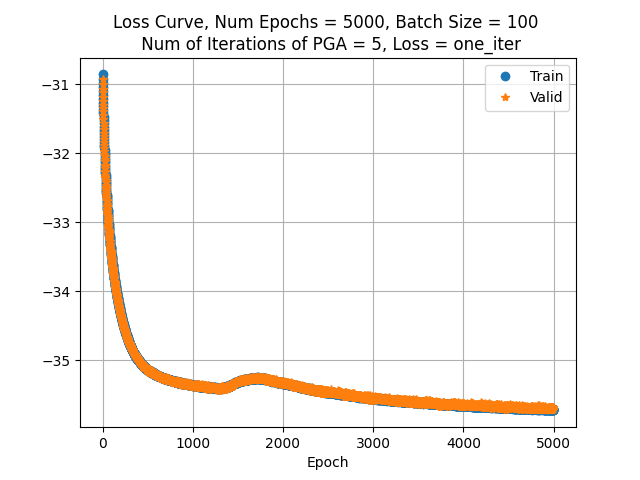 Loss Curve, Num Epochs = 5000, Batch Size = 100
Num of Iterations of PGA = 5, Loss = one_iter
Train
Valid
−31
−32
−33
−34
−35
0 1000 2000 3000 4000 5000
Epoch